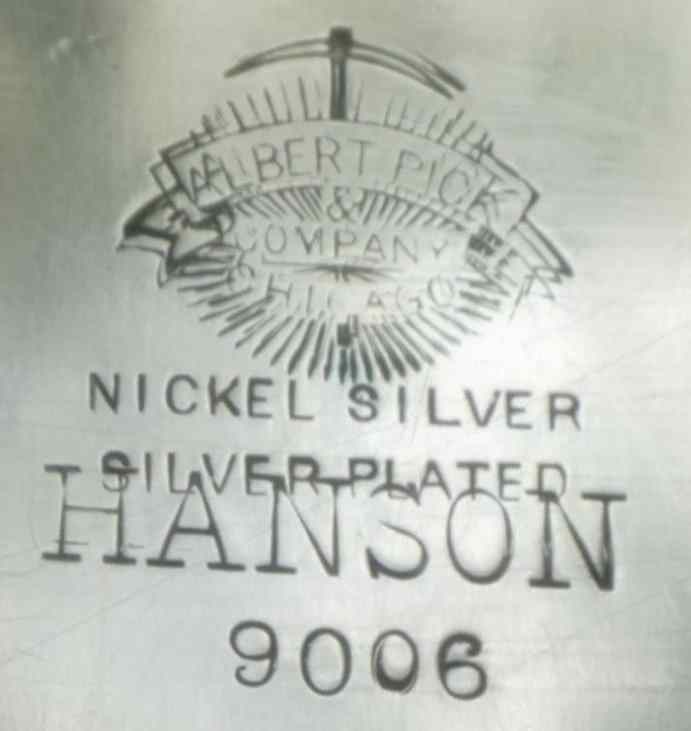 ALBERT PICK
&
COMPANY
CHICAGO
NICKEL SILVER
SILVER PLATED
HANSON
9006